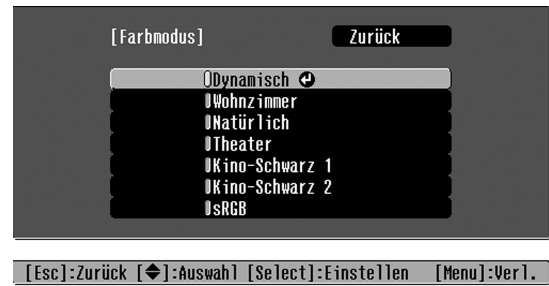 [Farbmodus] Zurück
Dynamisch
Wohnzimmer
Natürlich
Theater
Kino-Schwarz 1
Kino-Schwarz 2
sRGB
[Esc]:Zurück [◆]:Auswahl [Select]:Einstellen [Menu]:Verl.